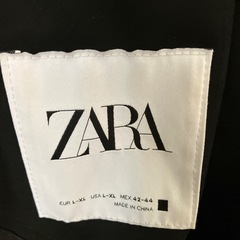 ZARA
EUR L-XL USA L-XL MEX 42-44
MADE IN CHINA